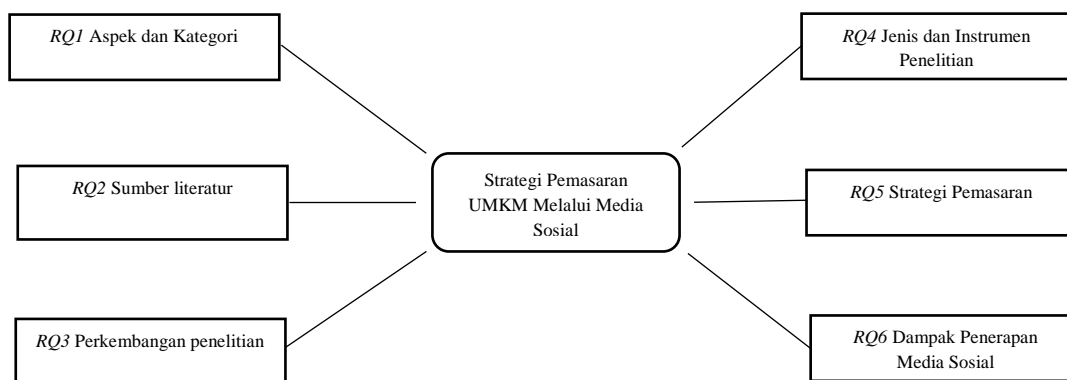 RQ1 Aspek dan Kategori
RQ2 Sumber literatur
RQ3 Perkembangan penelitian
Strategi Pemasaran
UMKM Melalui Media
Sosial
RQ4 Jenis dan Instrumen
Penelitian
RQ5 Strategi Pemasaran
RQ6 Dampak Penerapan
Media Sosial